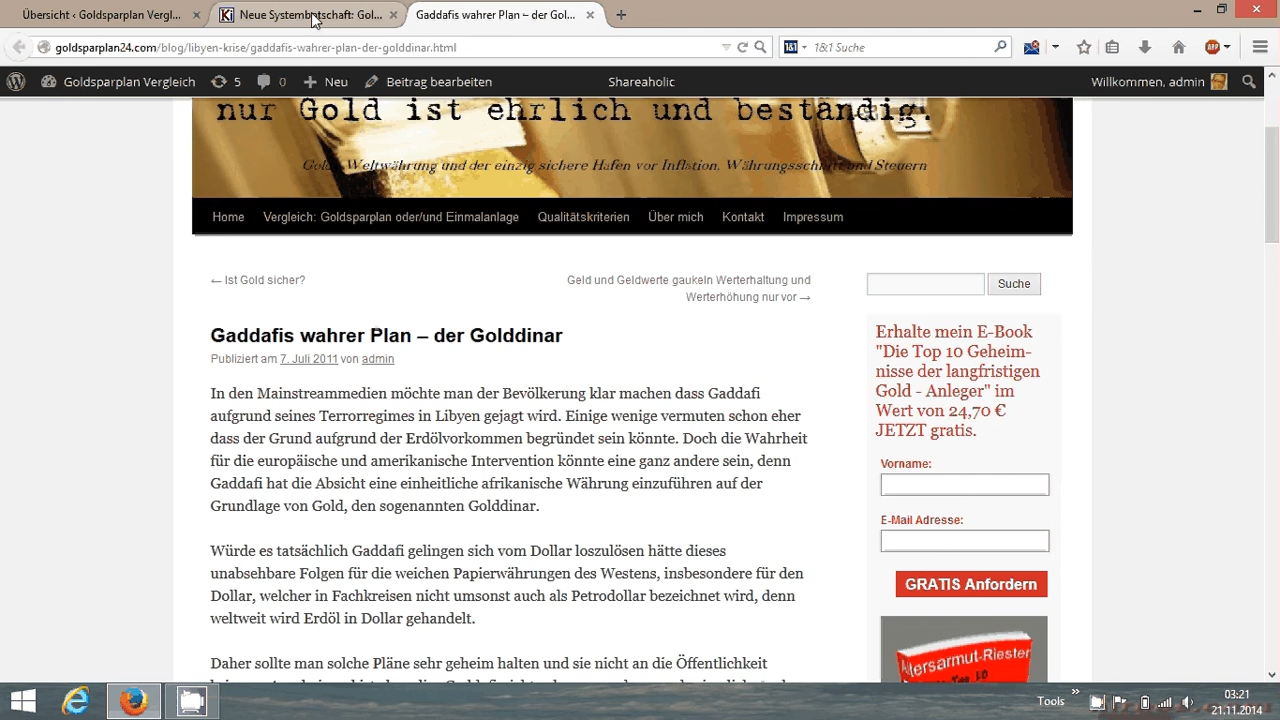 Übersicht ‹ Goldsparplan Vergl...
Neue Systembotschaft: Gol...
Gaddafis wahrer Plan – der Gol...
goldsparplan24.com/blog/libyen-krise/gaddafis-wahrer-plan-der-golddinar.html
1&1
1&1 Suche
ABP
Goldsparplan Vergleich
5
0
Neu
Beitrag bearbeiten
Shareaholic
Willkommen, admin
nur Gold ist ehrlich und beständig.
Gold, Weltwährung und der einzig sichere Hafen vor Inflation, Währungsschnitt und Steuern
Home
Vergleich: Goldsparplan oder/und Einmalanlage
Qualitätskriterien
Über mich
Kontakt
Impressum
← Ist Gold sicher?
Geld und Geldwerte gaukeln Werterhaltung und
Werterhöhung nur vor →
Gaddafis wahrer Plan – der Golddinar
Publiziert am 7. Juli 2011 von admin
In den Mainstreammedien möchte man der Bevölkerung klar machen dass Gaddafi
aufgrund seines Terrorregimes in Libyen gejagt wird. Einige wenige vermuten schon eher
dass der Grund aufgrund der Erdölvorkommen begründet sein könnte. Doch die Wahrheit
für die europäische und amerikanische Intervention könnte eine ganz andere sein, denn
Gaddafi hat die Absicht eine einheitliche afrikanische Währung einzuführen auf der
Grundlage von Gold, den sogenannten Golddinar.
Würde es tatsächlich Gaddafi gelingen sich vom Dollar loszulösen hätte dieses
unabsehbare Folgen für die weichen Papierwährungen des Westens, insbesondere für den
Dollar, welcher in Fachkreisen nicht umsonst auch als Petrodollar bezeichnet wird, denn
weltweit wird Erdöl in Dollar gehandelt.
Daher sollte man solche Pläne sehr geheim halten und sie nicht an die Öffentlichkeit
Suche
Erhalte mein E-Book
"Die Top 10 Geheim-
nisse der langfristigen
Gold - Anleger" im
Wert von 24,70 €
JETZT gratis.
Vorname:
E-Mail Adresse:
GRATIS Anfordern
Altersarmut-Riester
Tools
03:21
21.11.2014